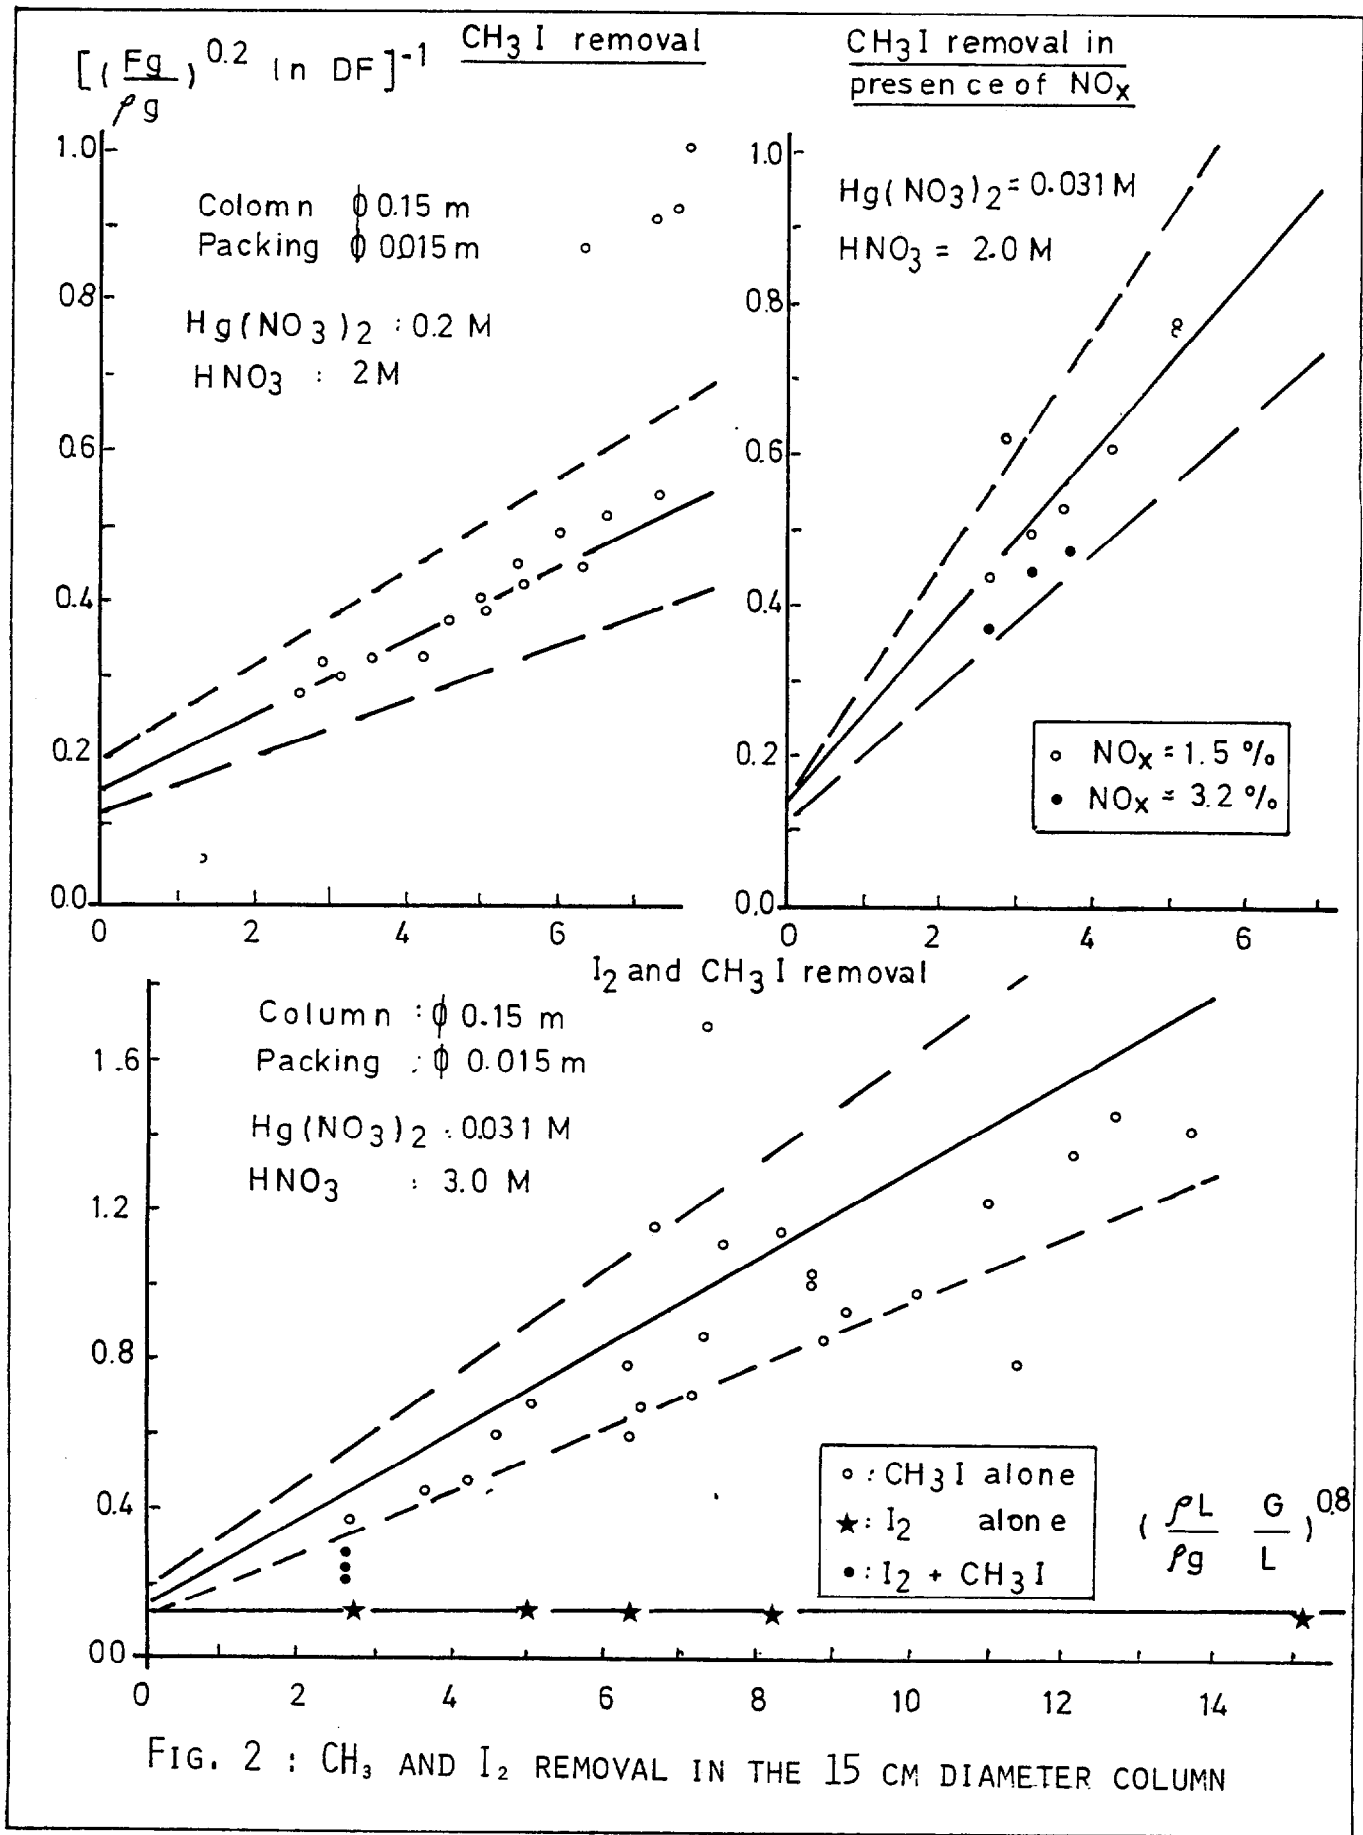 [(Fg/ρg)^0.2 ln DF]^-1
CH3I removal
1.0
0.8
0.6
0.4
0.2
0.0
Colomn ϕ 0.15 m
Packing ϕ 0.015 m
Hg(NO3)2 : 0.2 M
HNO3 : 2 M
0 2 4 6
CH3I removal in
presence of NOx
1.0
0.8
0.6
0.4
0.2
0.0
Hg(NO3)2 = 0.031 M
HNO3 = 2.0 M
○ NOx = 1.5 %
● NOx = 3.2 %
0 2 4 6
I2 and CH3I removal
1.6
1.2
0.8
0.4
0.0
Column : ϕ 0.15 m
Packing : ϕ 0.015 m
Hg(NO3)2 : 0.031 M
HNO3 : 3.0 M
○ : CH3I alone
★ : I2 alone
● : I2 + CH3I
(ρL/ρg G/L)^0.8
0 2 4 6 8 10 12 14
FIG. 2 : CH3 AND I2 REMOVAL IN THE 15 CM DIAMETER COLUMN